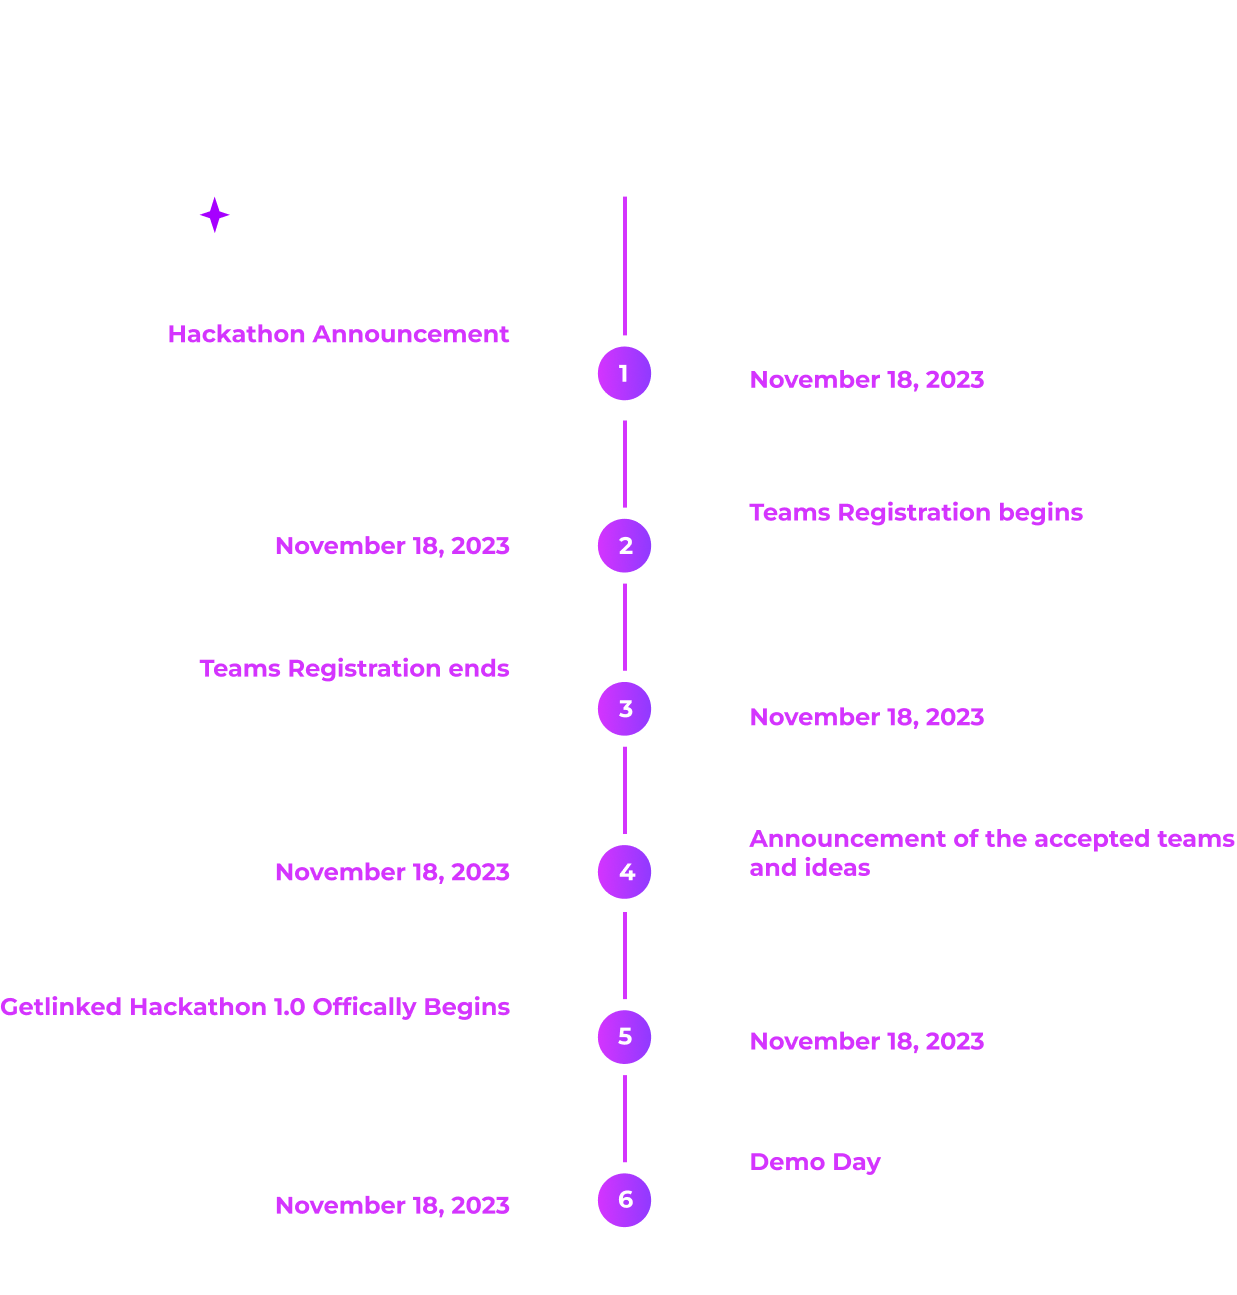 Hackathon Announcement
1
November 18, 2023
Teams Registration begins
November 18, 2023
2
Teams Registration ends
3
November 18, 2023
Announcement of the accepted teams
and ideas
November 18, 2023
4
Getlinked Hackathon 1.0 Offically Begins
5
November 18, 2023
Demo Day
November 18, 2023
6